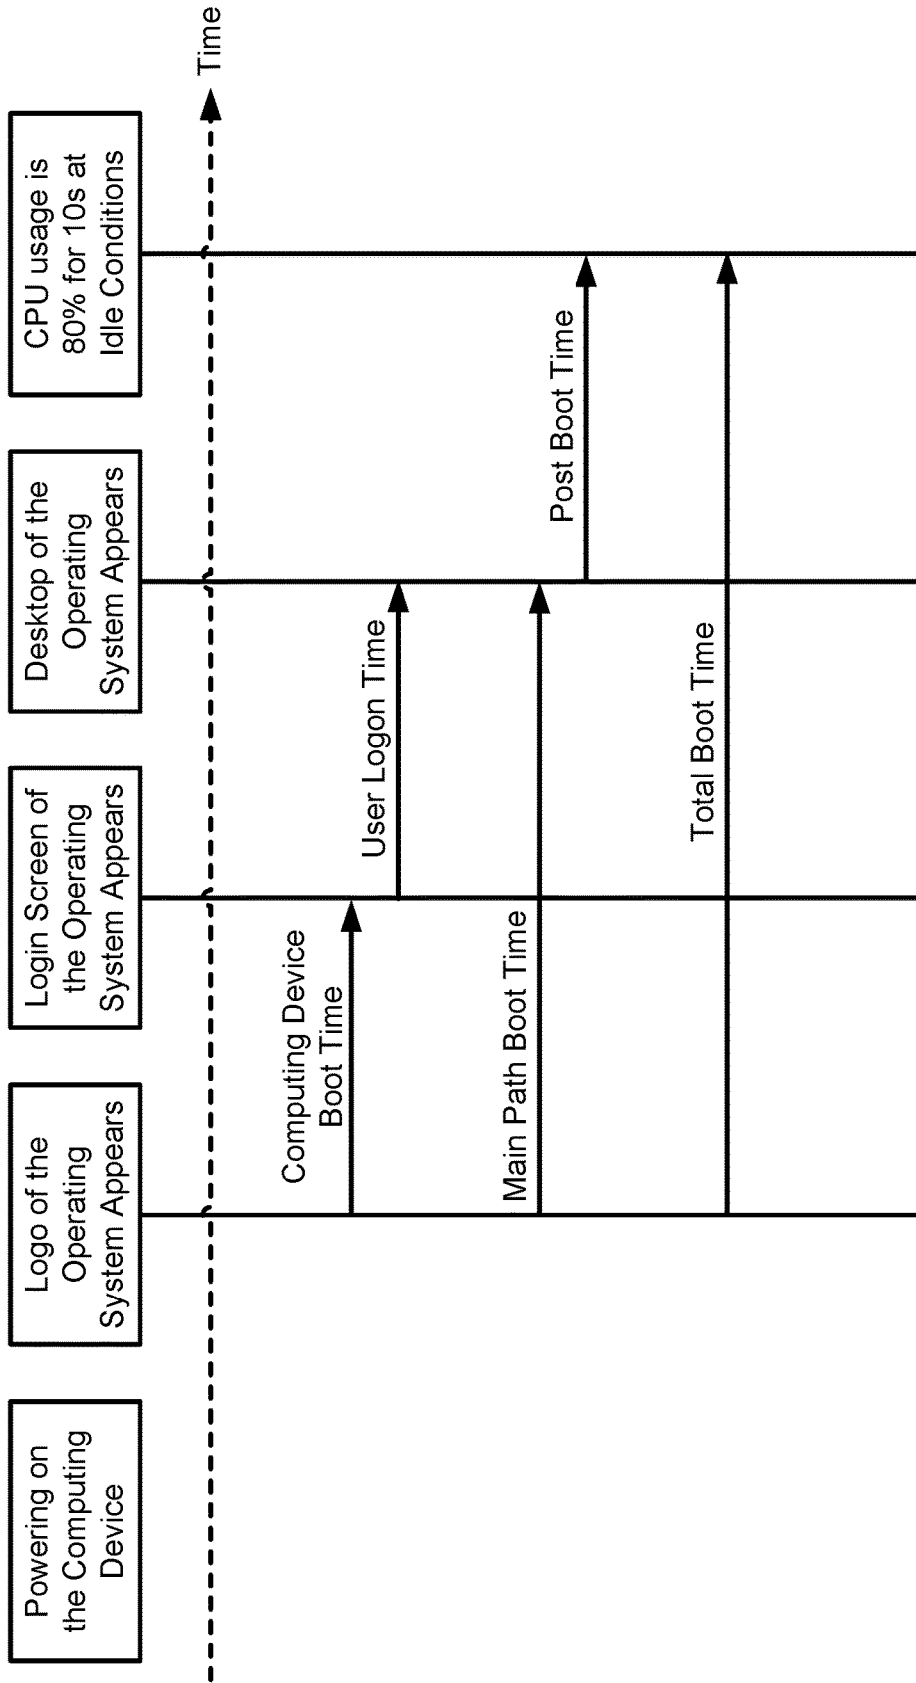 Powering on
the Computing
Device
Logo of the
Operating
System Appears
Login Screen of
the Operating
System Appears
Desktop of the
Operating
System Appears
CPU usage is
80% for 10s at
Idle Conditions
Time
Computing Device
Boot Time
User Logon Time
Main Path Boot Time
Post Boot Time
Total Boot Time